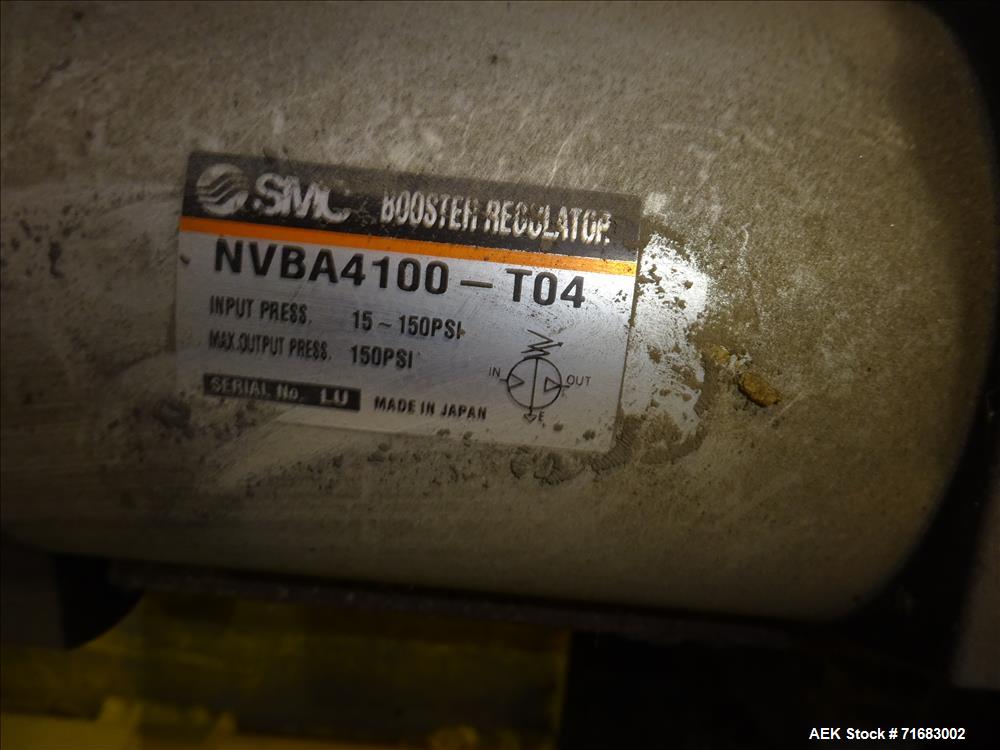 SMC BOOSTER REGULATOR
NVBA4100-T04
INPUT PRESS. 15~150PSI
MAX.OUTPUT PRESS. 150PSI
IN OUT
E
SERIAL No. LU MADE IN JAPAN
AEK Stock #71683002